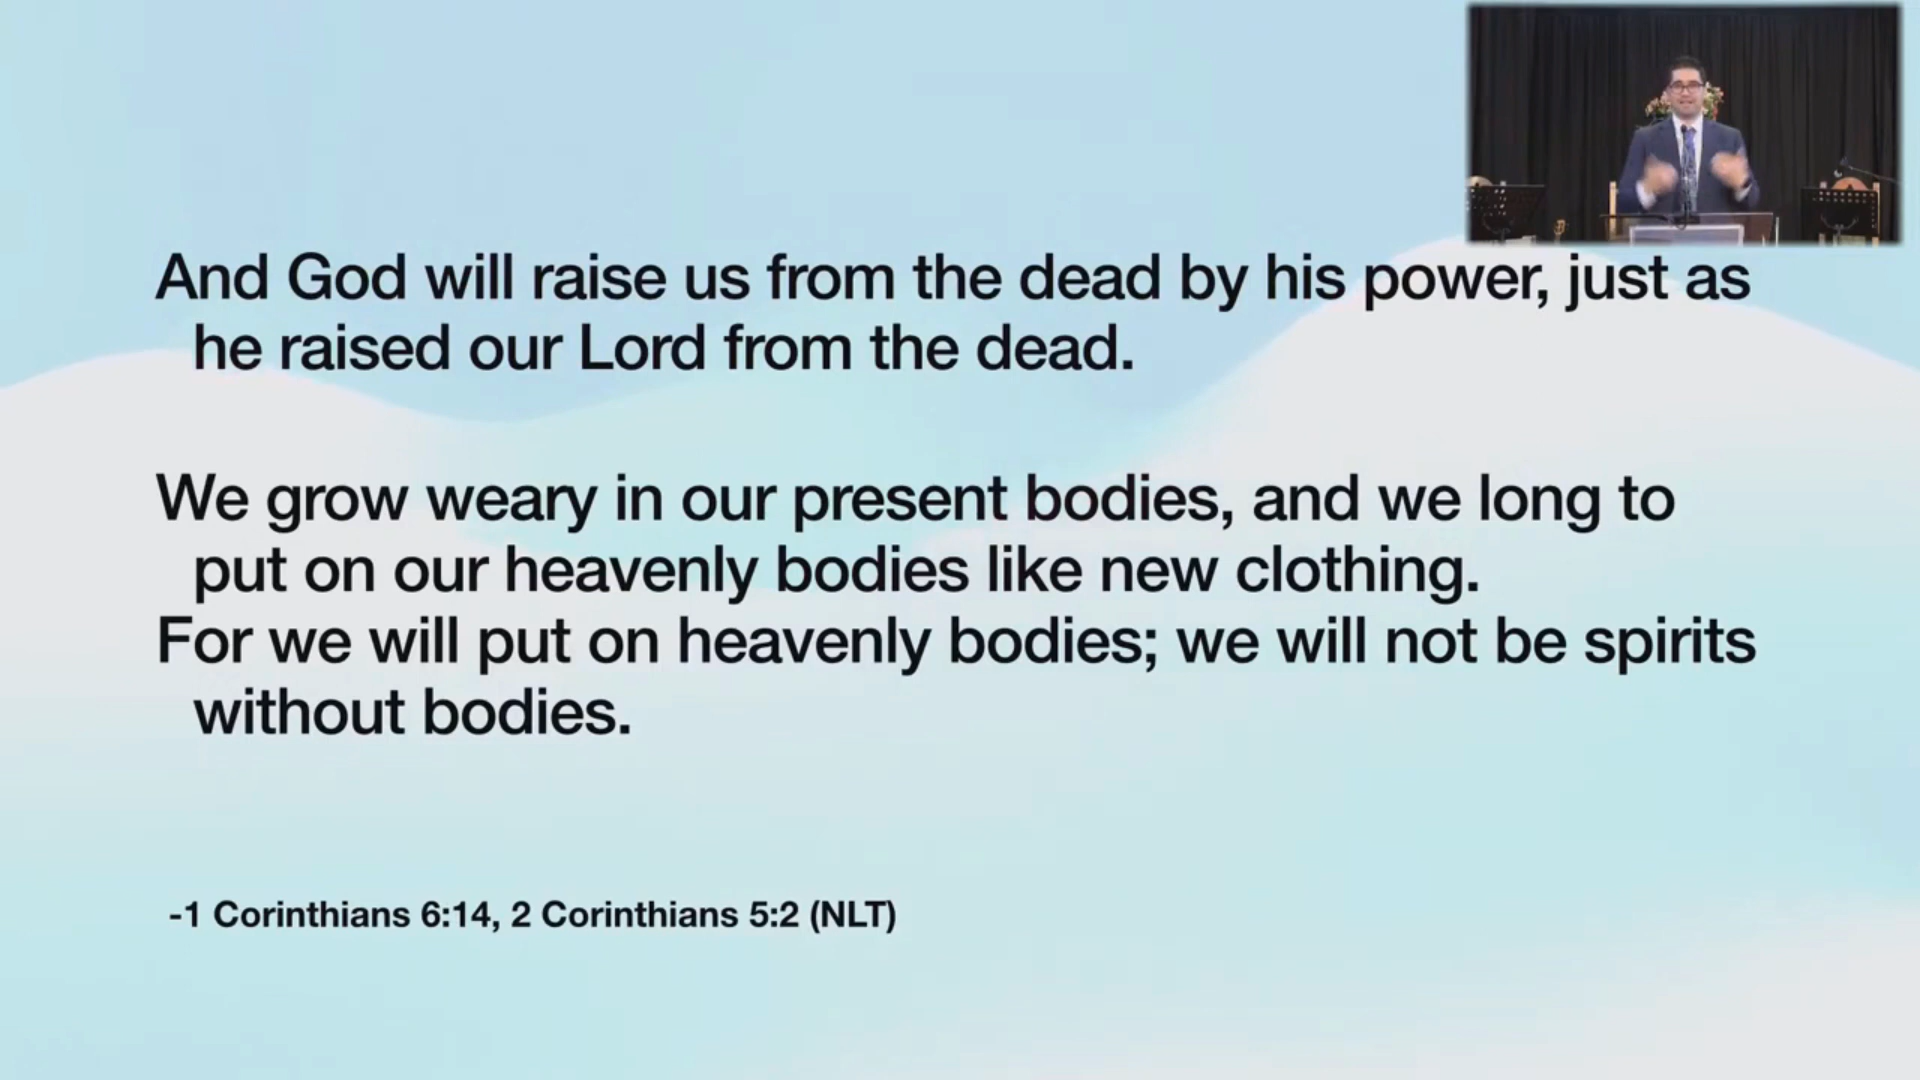 And God will raise us from the dead by his power, just as
he raised our Lord from the dead.
We grow weary in our present bodies, and we long to
put on our heavenly bodies like new clothing.
For we will put on heavenly bodies; we will not be spirits
without bodies.
-1 Corinthians 6:14, 2 Corinthians 5:2 (NLT)